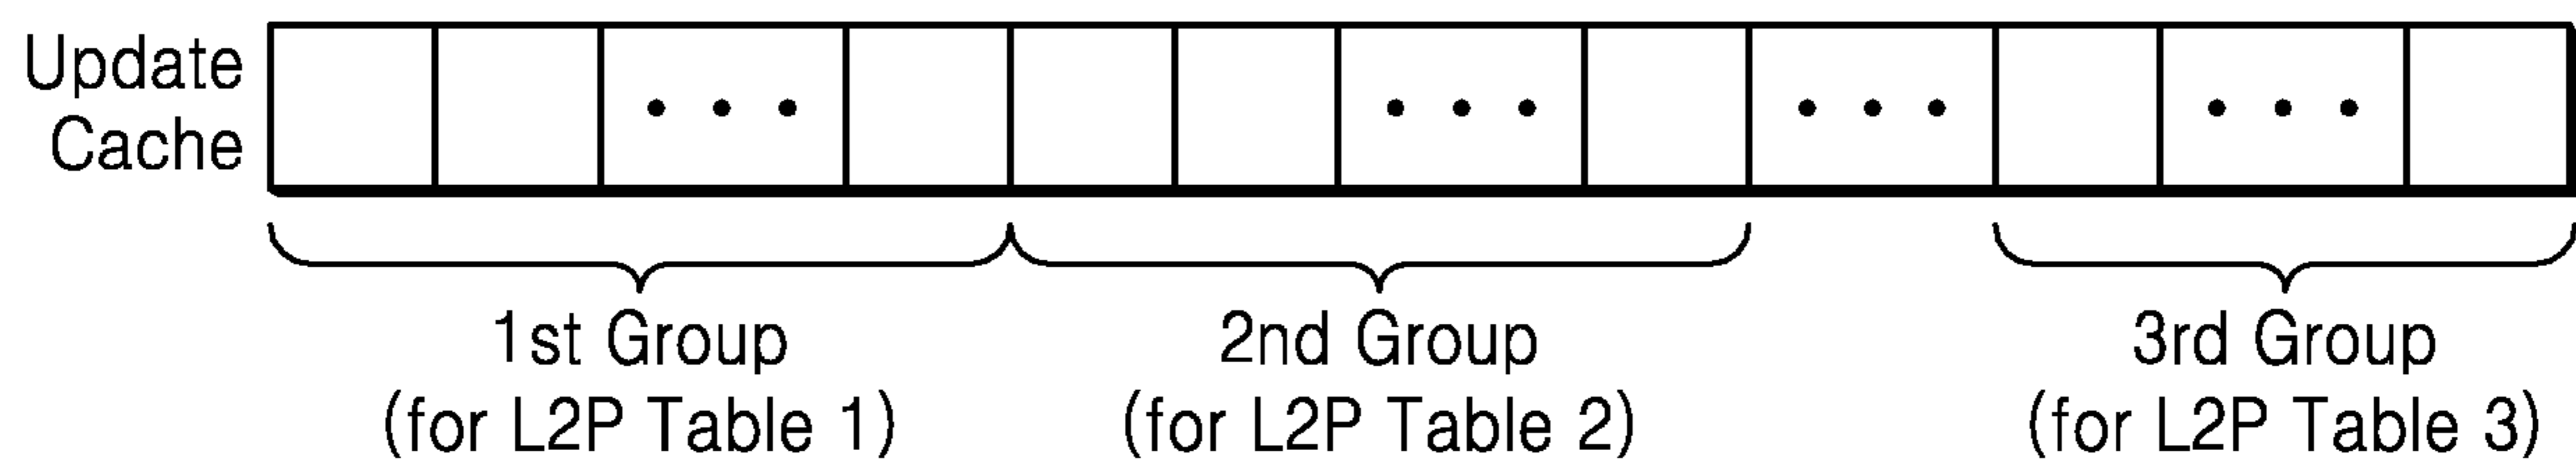 Update
Cache
1st Group
(for L2P Table 1)
2nd Group
(for L2P Table 2)
3rd Group
(for L2P Table 3)